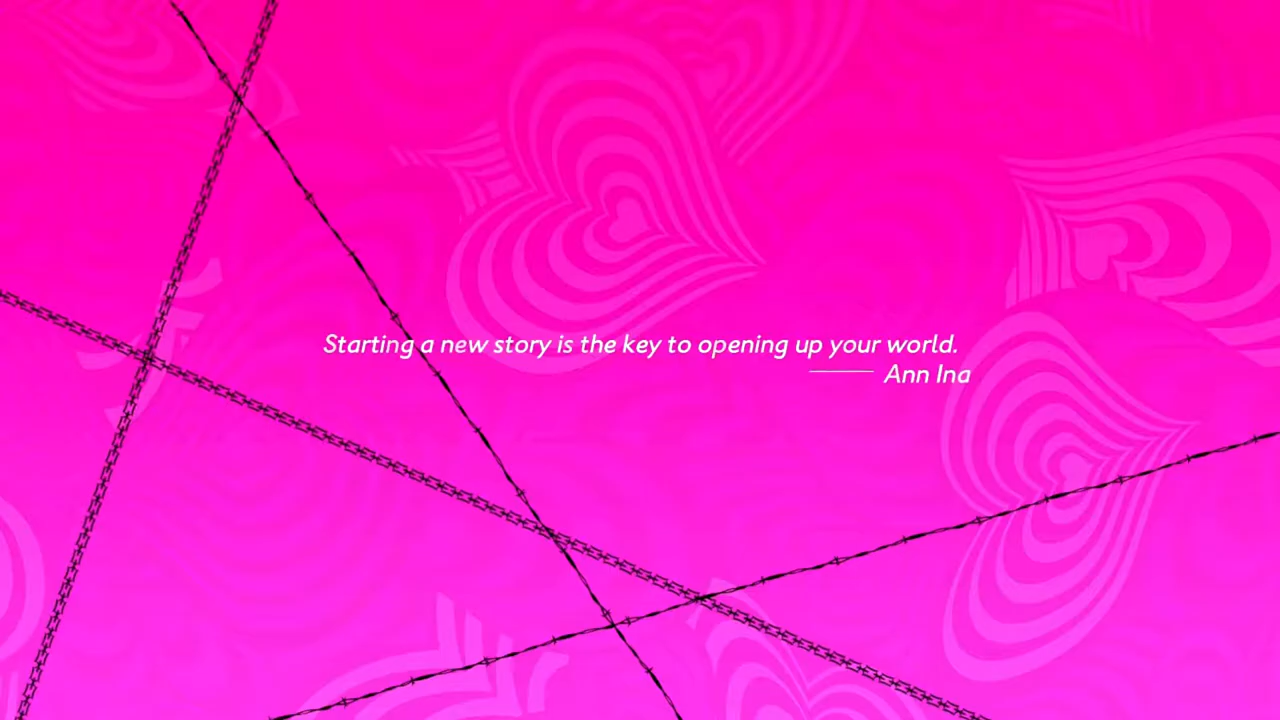 Starting a new story is the key to opening up your world.
—— Ann Ina